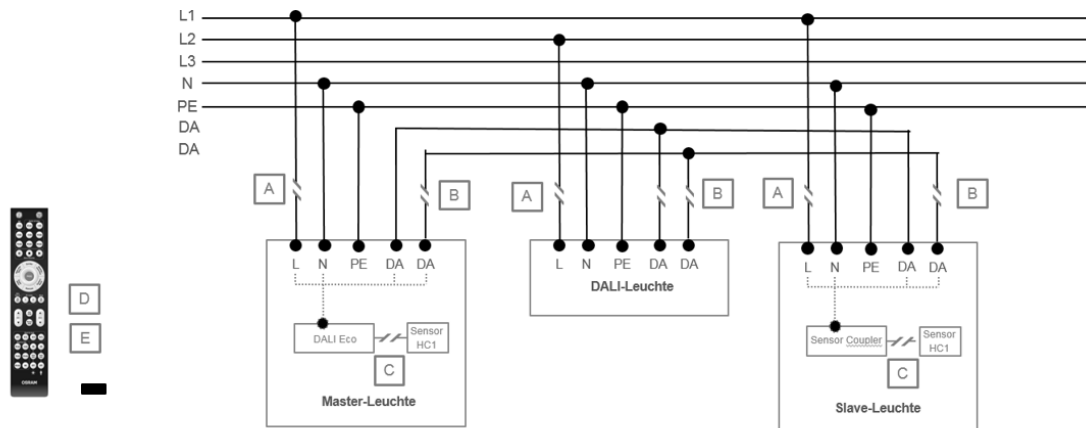 L1
L2
L3
N
PE
DA
DA
A
B
A
B
A
B
L N PE DA DA
L N PE DA DA
L N PE DA DA
DALI-Leuchte
DALI Eco
Sensor
HC1
C
Master-Leuchte
Sensor Coupler
Sensor
HC1
C
Slave-Leuchte
D
E
OSRAM